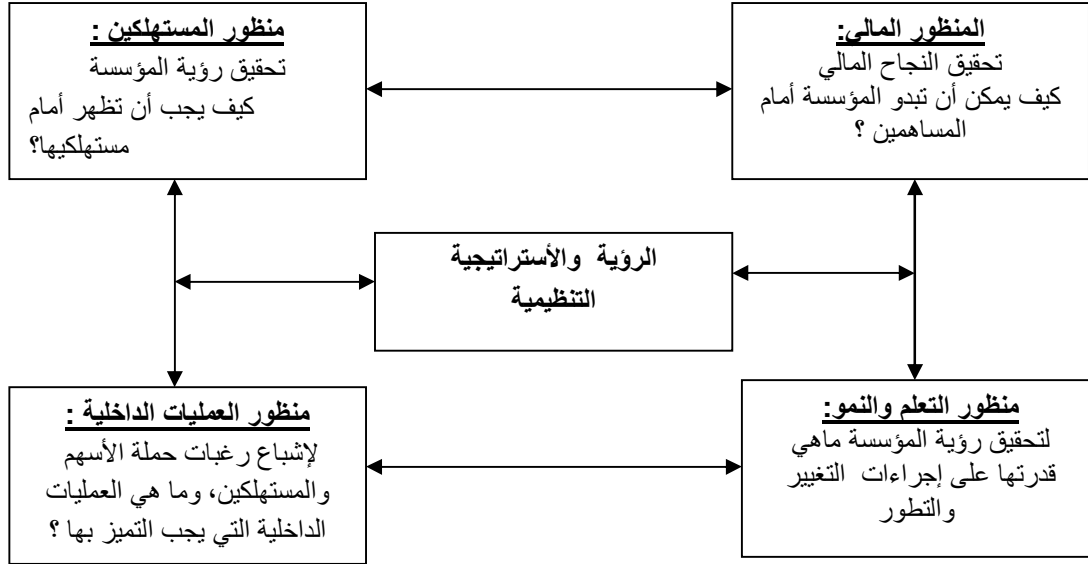 المنظور المالي:
تحقيق النجاح المالي
كيف يمكن أن تبدو المؤسسة أمام
المساهمين ؟
منظور المستهلكين :
تحقيق رؤية المؤسسة
كيف يجب أن تظهر أمام
مستهلكيها؟
الرؤية والأستراتيجية
التنظيمية
منظور التعلم والنمو:
لتحقيق رؤية المؤسسة ماهي
قدرتها على إجراءات التغيير
والتطور
منظور العمليات الداخلية :
لإشباع رغبات حملة الأسهم
والمستهلكين، وما هي العمليات
الداخلية التي يجب التميز بها ؟